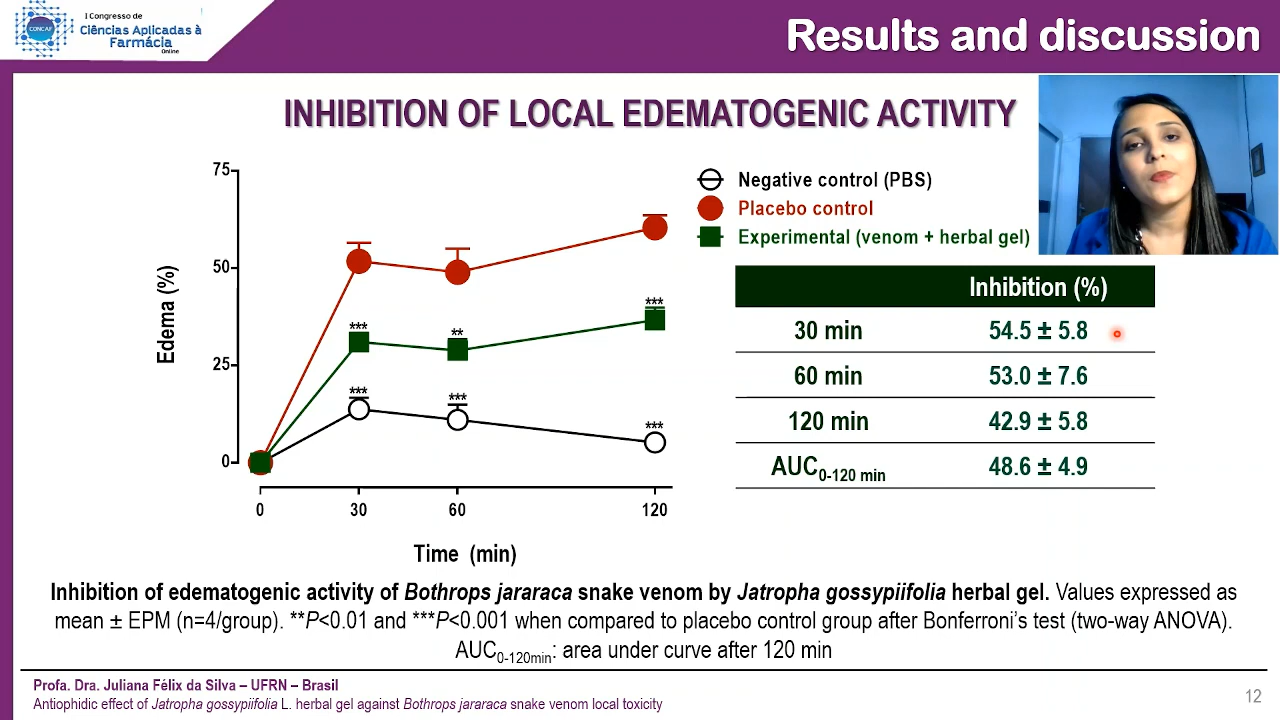 I Congresso de
Ciências Aplicadas à
Farmácia
Online
CONCAF
Results and discussion
INHIBITION OF LOCAL EDEMATOGENIC ACTIVITY
75
50
25
0
Edema (%)
***
**
***
***
***
***
0 30 60 120
Time (min)
Negative control (PBS)
Placebo control
Experimental (venom + herbal gel)
Inhibition (%)
30 min 54.5 ± 5.8
60 min 53.0 ± 7.6
120 min 42.9 ± 5.8
AUC0-120 min 48.6 ± 4.9
Inhibition of edematogenic activity of Bothrops jararaca snake venom by Jatropha gossypiifolia herbal gel. Values expressed as
mean ± EPM (n=4/group). **P<0.01 and ***P<0.001 when compared to placebo control group after Bonferroni's test (two-way ANOVA).
AUC0-120min: area under curve after 120 min
Profa. Dra. Juliana Félix da Silva – UFRN – Brasil
Antiophidic effect of Jatropha gossypiifolia L. herbal gel against Bothrops jararaca snake venom local toxicity
12